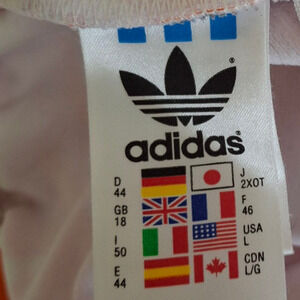 adidas
D
44
J
2XOT
GB
18
F
46
I
50
USA
L
E
44
CDN
L/G